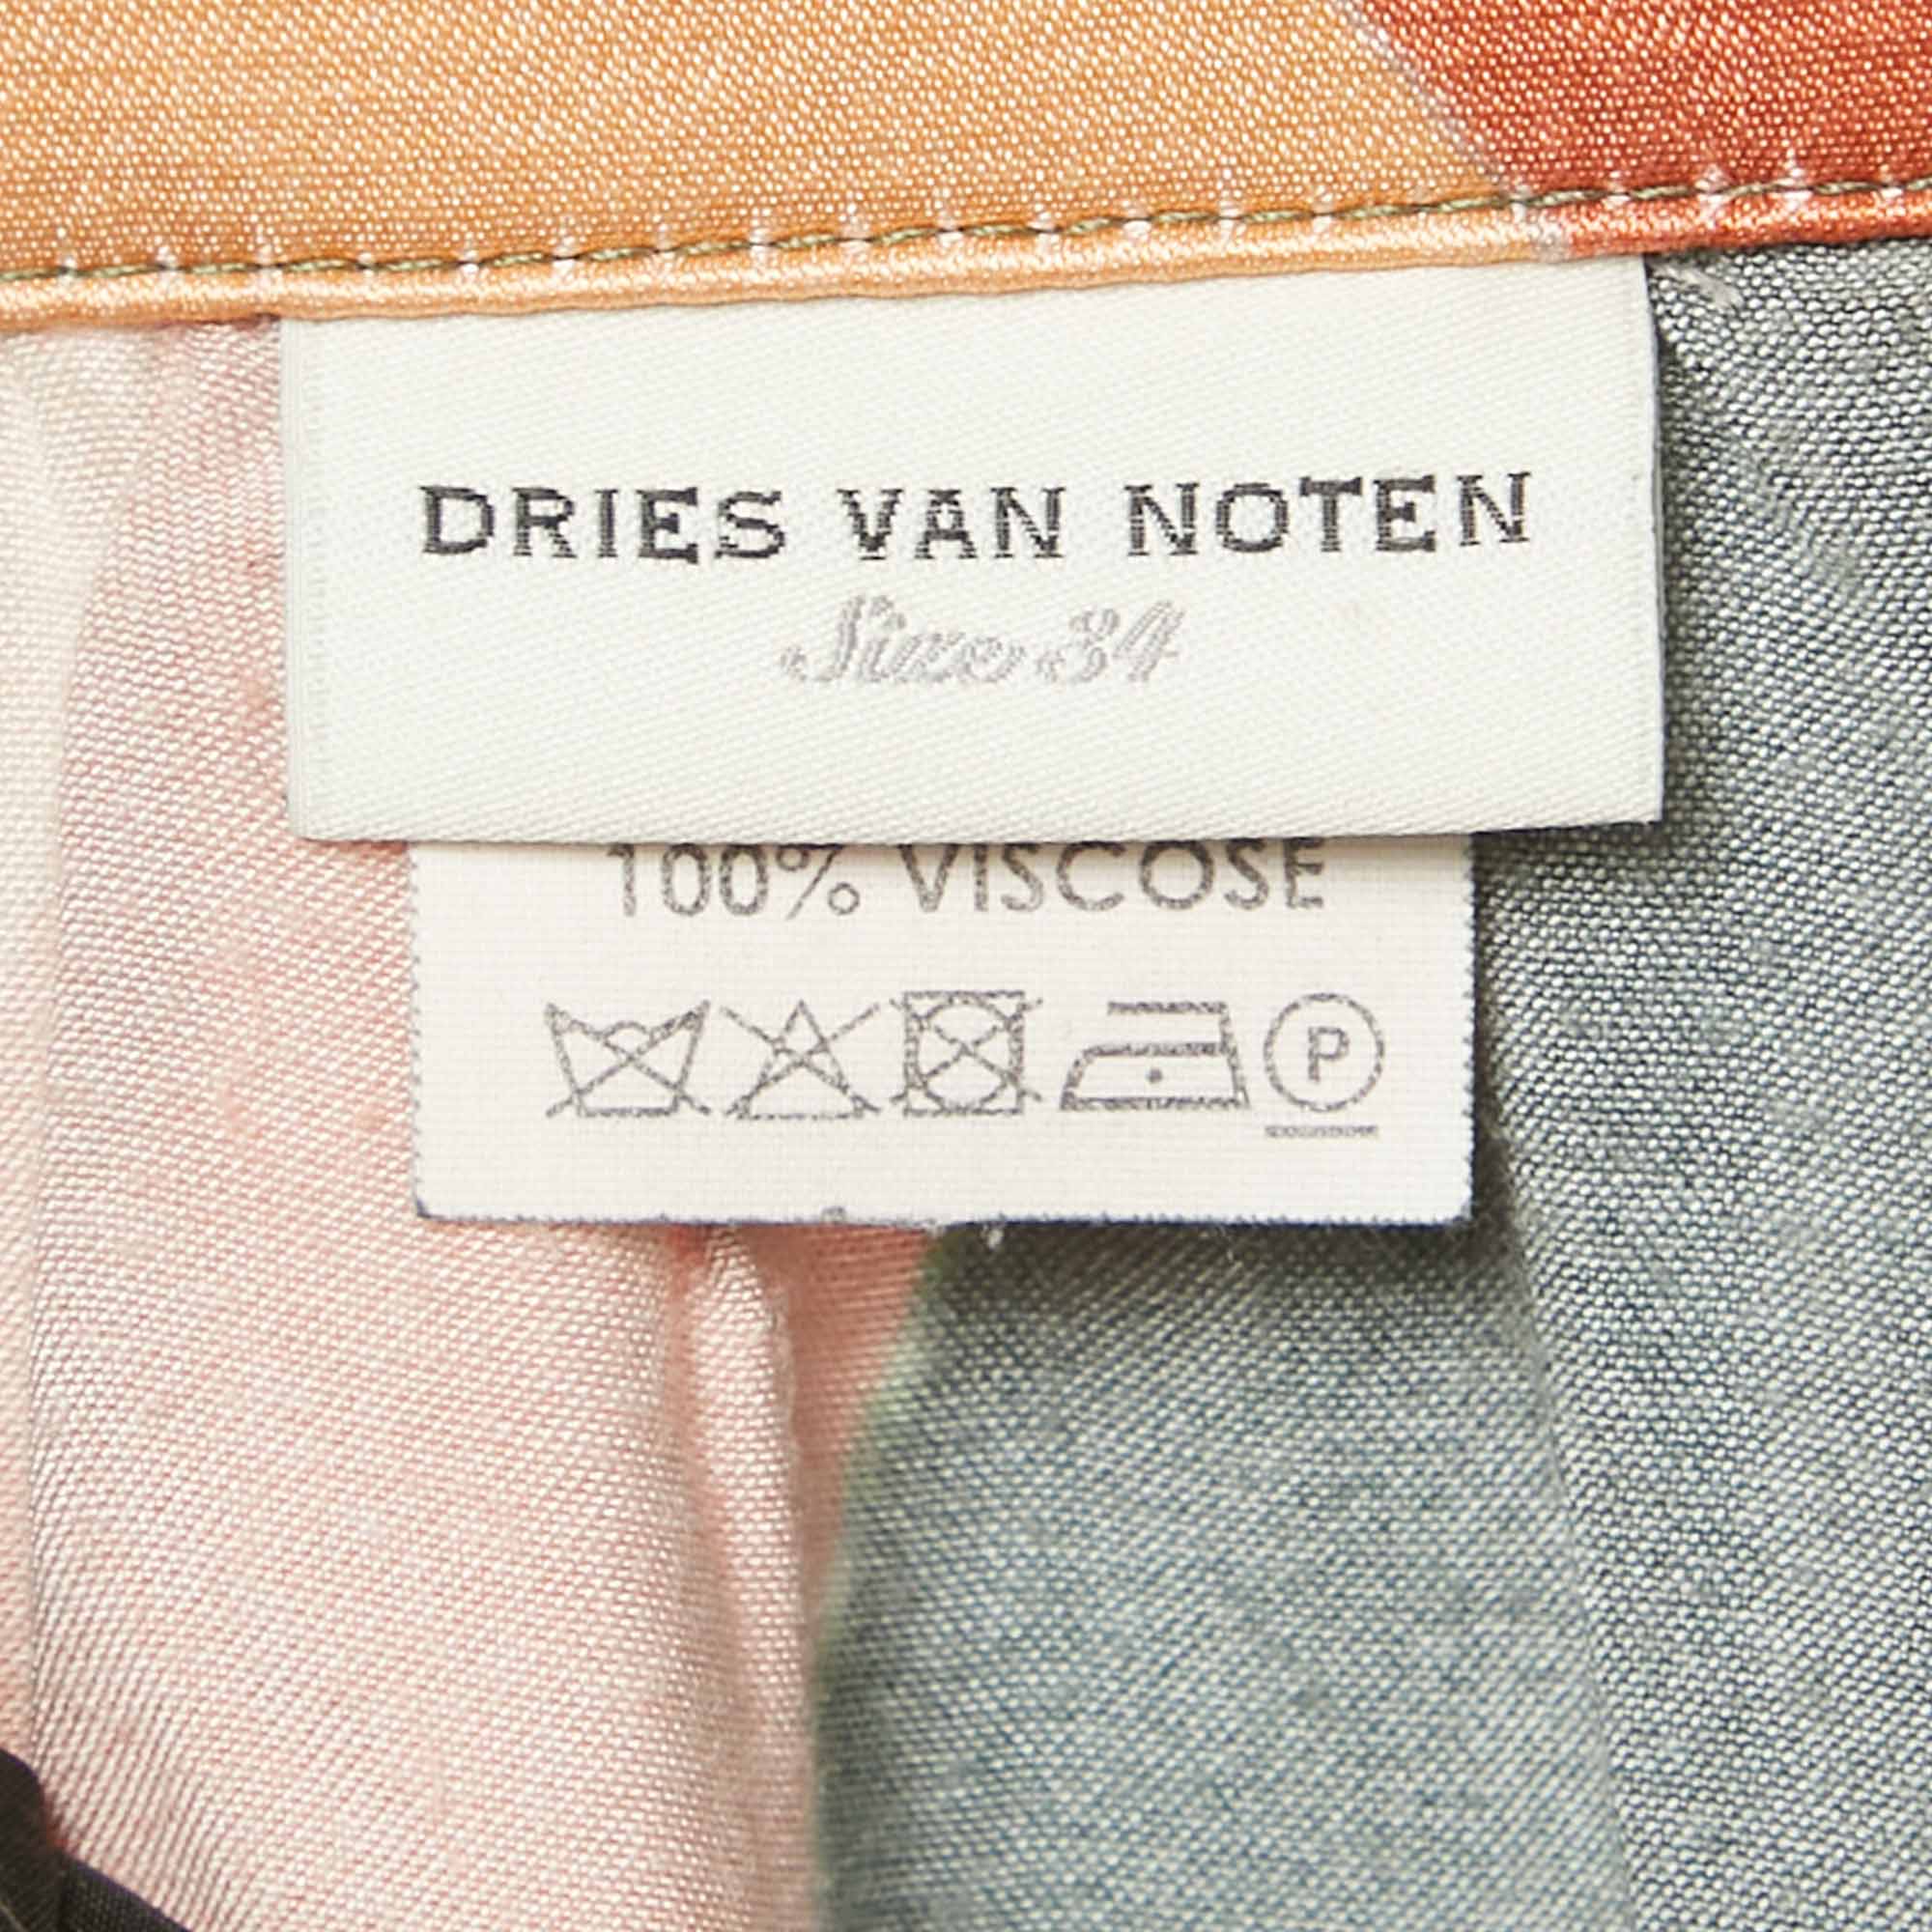 DRIES VAN NOTEN
Size 34
100% VISCOSE
P